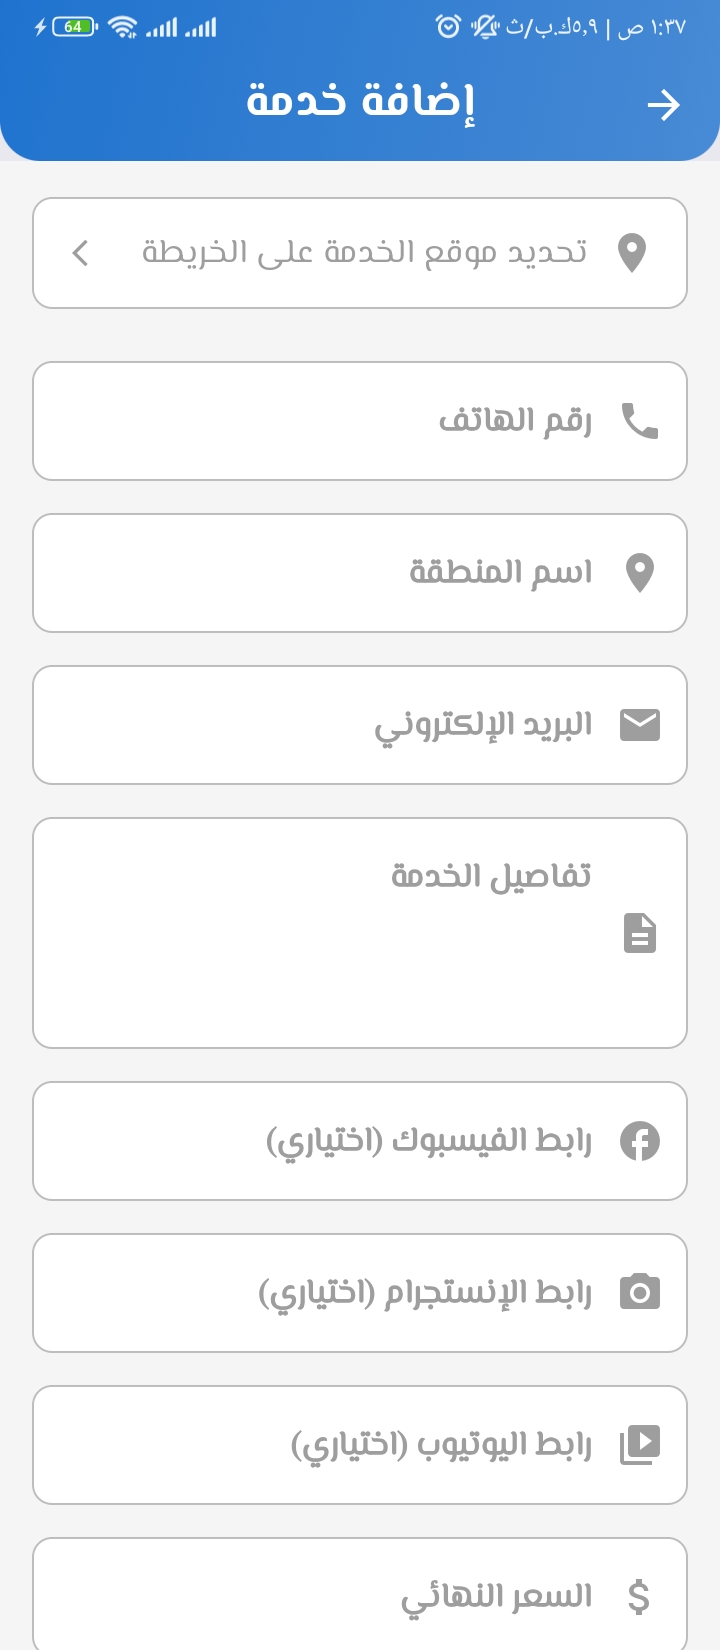 ١:٣٧ ص | ٥,٩ك.ب/ث
64
إضافة خدمة
تحديد موقع الخدمة على الخريطة
رقم الهاتف
اسم المنطقة
البريد الإلكتروني
تفاصيل الخدمة
رابط الفيسبوك (اختياري)
رابط الإنستجرام (اختياري)
رابط اليوتيوب (اختياري)
السعر النهائي